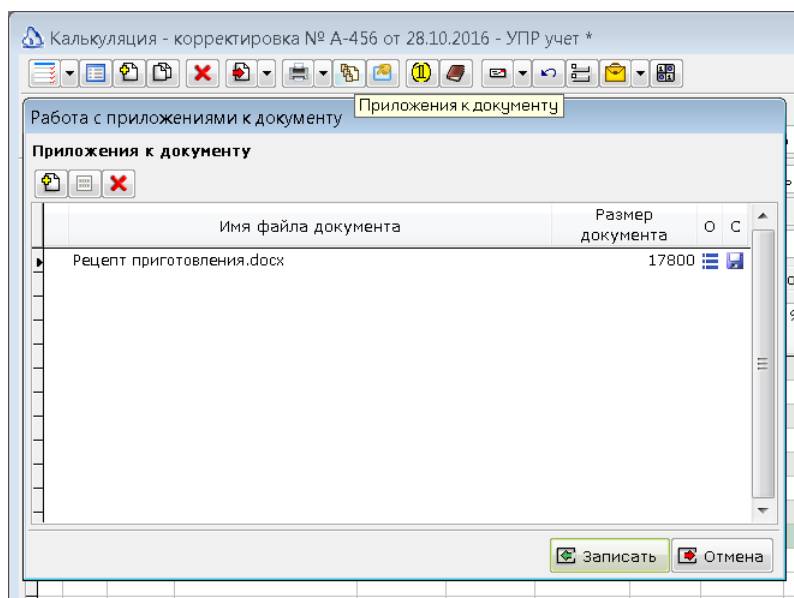 Калькуляция - корректировка № А-456 от 28.10.2016 - УПР учет *
Приложения к документу
Работа с приложениями к документу
Приложения к документу
Имя файла документа
Размер документа
О
С
Рецепт приготовления.docx
17800
Записать
Отмена